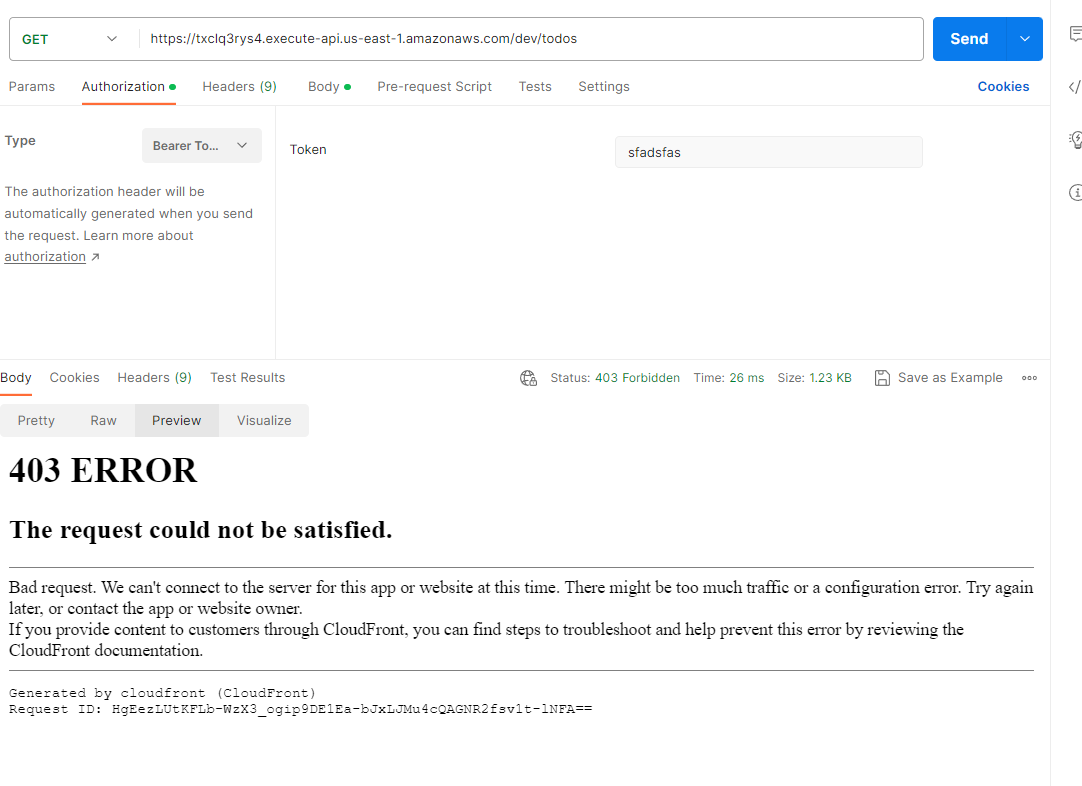 GET
https://txclq3rys4.execute-api.us-east-1.amazonaws.com/dev/todos
Send
Params
Authorization
Headers (9)
Body
Pre-request Script
Tests
Settings
Cookies
Type
Bearer To...
The authorization header will be
automatically generated when you send
the request. Learn more about
authorization ↗
Token
sfadsfas
Body
Cookies
Headers (9)
Test Results
Status: 403 Forbidden
Time: 26 ms
Size: 1.23 KB
Save as Example
Pretty
Raw
Preview
Visualize
403 ERROR
The request could not be satisfied.
Bad request. We can't connect to the server for this app or website at this time. There might be too much traffic or a configuration error. Try again
later, or contact the app or website owner.
If you provide content to customers through CloudFront, you can find steps to troubleshoot and help prevent this error by reviewing the
CloudFront documentation.
Generated by cloudfront (CloudFront)
Request ID: HgEezLUtKFLb-WzX3_ogip9DE1Ea-bJxLJMu4cQAGNR2fsv1t-lNFA==